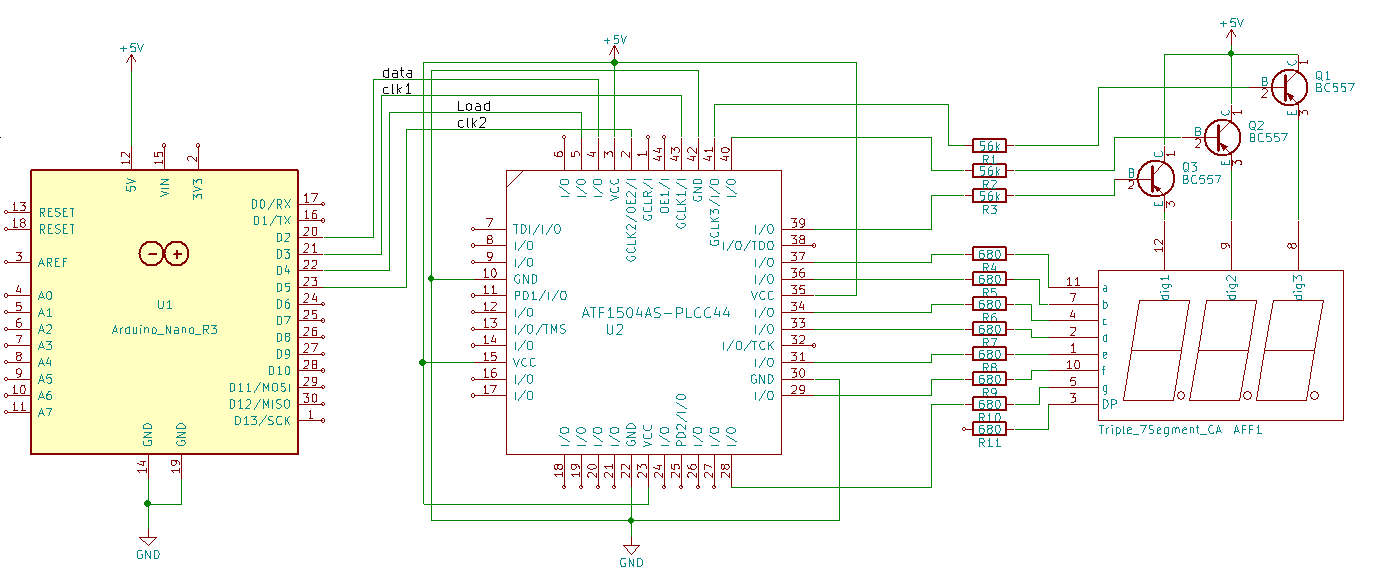 +5V
+5V
+5V
data
clk1
Load
clk2
12
15
2
5V
VIN
3V3
13 RESET
18 RESET
3 AREF
4 A0
5 A1
6 A2
7 A3
8 A4
9 A5
10 A6
11 A7
U1
Arduino_Nano_R3
D0/RX 17
D1/TX 16
D2 20
D3 21
D4 22
D5 23
D6 24
D7 25
D8 26
D9 27
D10 28
D11/MOSI 29
D12/MISO 30
D13/SCK 1
GND
GND
14
19
GND
6 I/O
5 I/O
4 I/O
3 VCC
2 GCLK2/OE2/I
1 GCLR/I
44 OE1/I
43 GCLK1/I
42 GND
41 GCLK3/I/O
40 I/O
7 TDI/I/O
8 I/O
9 I/O
10 GND
11 PD1/I/O
12 I/O
13 I/O/TMS
14 I/O
15 VCC
16 I/O
17 I/O
ATF1504AS-PLCC44
U2
I/O 39
I/O/TDO 38
I/O 37
I/O 36
VCC 35
I/O 34
I/O 33
I/O/TCK 32
I/O 31
GND 30
I/O 29
I/O 18
I/O 19
I/O 20
I/O 21
GND 22
VCC 23
I/O 24
PD2/I/O 25
I/O 26
I/O 27
I/O 28
GND
56k
R1
56k
R2
56k
R3
680
R4
680
R5
680
R6
680
R7
680
R8
680
R9
680
R10
680
R11
C 1
B
2
E 3
Q1
BC557
C 1
B
2
E 3
Q2
BC557
C 1
B
2
E 3
Q3
BC557
12
9
8
dig1
dig2
dig3
11 a
7 b
4 c
2 d
1 e
10 f
5 g
3 DP
Triple_7Segment_CA AFF1